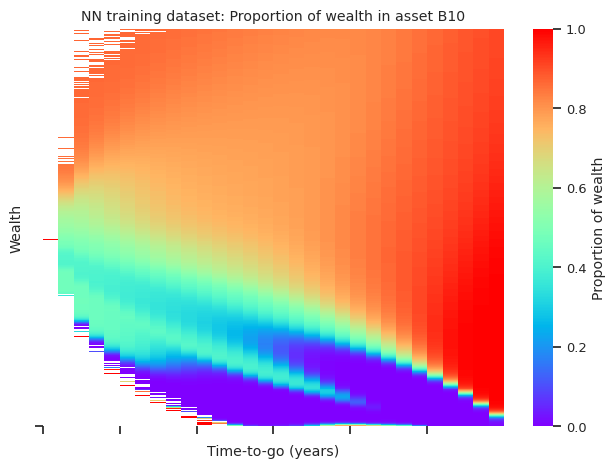 NN training dataset: Proportion of wealth in asset B10
Wealth
Time-to-go (years)
1.0
0.8
0.6
0.4
0.2
0.0
Proportion of wealth